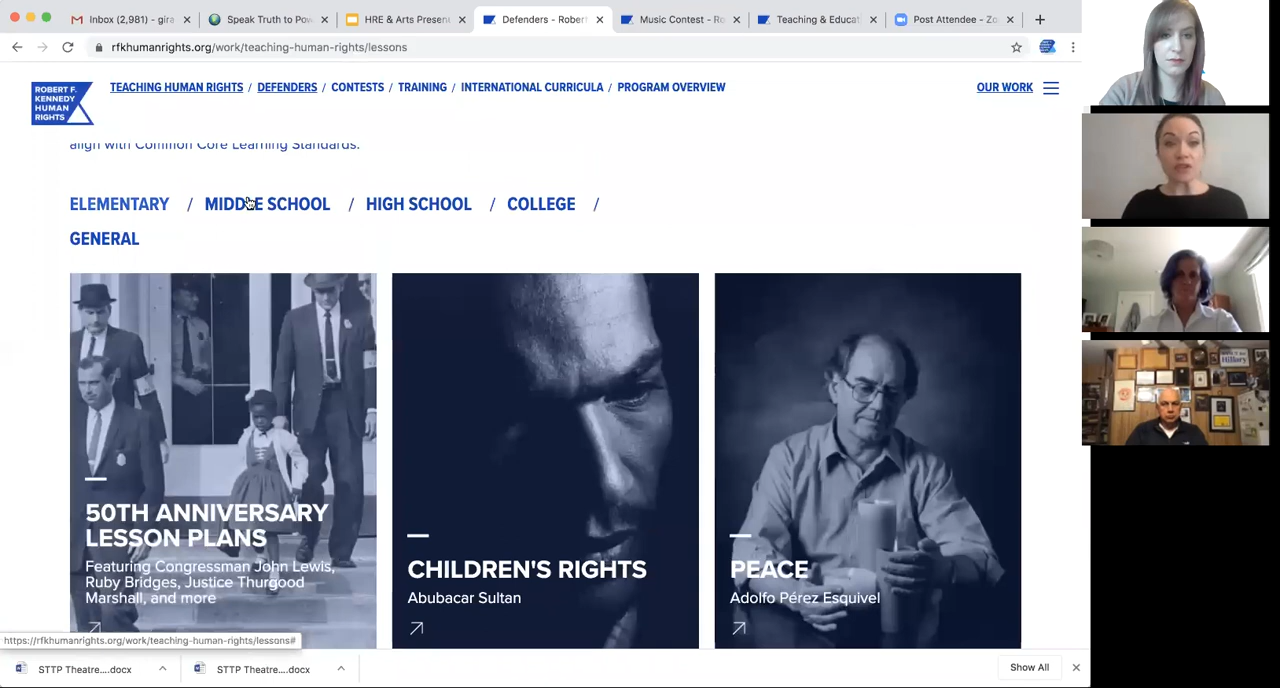 Inbox (2,981) - gira
Speak Truth to Pow
HRE & Arts Presen
Defenders - Rober
Music Contest - Ro
Teaching & Educat
Post Attendee - Zo
rfkhumanrights.org/work/teaching-human-rights/lessons
ROBERT F.
KENNEDY
HUMAN
RIGHTS
TEACHING HUMAN RIGHTS / DEFENDERS / CONTESTS / TRAINING / INTERNATIONAL CURRICULA / PROGRAM OVERVIEW
OUR WORK
align with Common Core Learning Standards.
ELEMENTARY / MIDDLE SCHOOL / HIGH SCHOOL / COLLEGE /
GENERAL
50TH ANNIVERSARY
LESSON PLANS
Featuring Congressman John Lewis,
Ruby Bridges, Justice Thurgood
Marshall, and more
CHILDREN'S RIGHTS
Abubacar Sultan
PEACE
Adolfo Pérez Esquivel
https://rfkhumanrights.org/work/teaching-human-rights/lessons#
STTP Theatre....docx
STTP Theatre....docx
Show All
Hillary